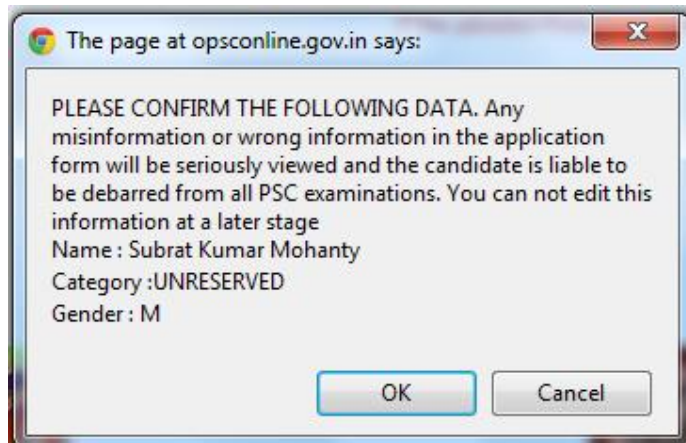 The page at opsconline.gov.in says:
PLEASE CONFIRM THE FOLLOWING DATA. Any
misinformation or wrong information in the application
form will be seriously viewed and the candidate is liable to
be debarred from all PSC examinations. You can not edit this
information at a later stage
Name : Subrat Kumar Mohanty
Category :UNRESERVED
Gender : M
OK Cancel